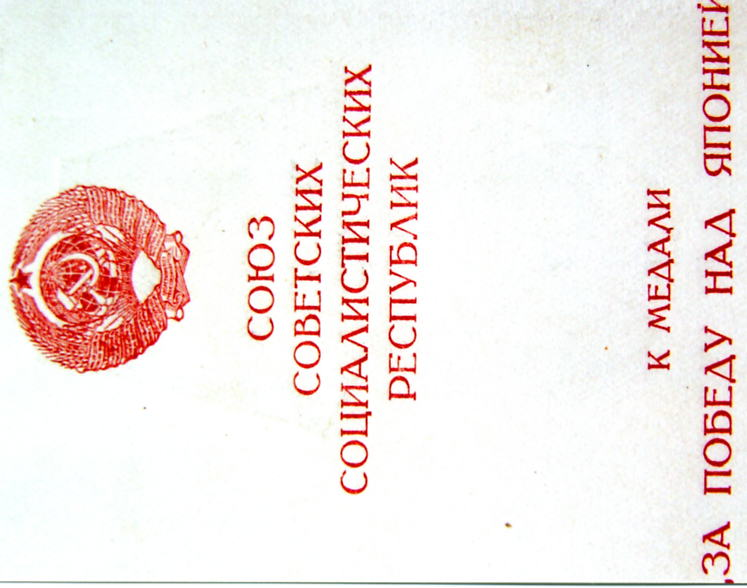 СОЮЗ
СОВЕТСКИХ
СОЦИАЛИСТИЧЕСКИХ
РЕСПУБЛИК
К МЕДАЛИ
„ЗА ПОБЕДУ НАД ЯПОНИЕЙ